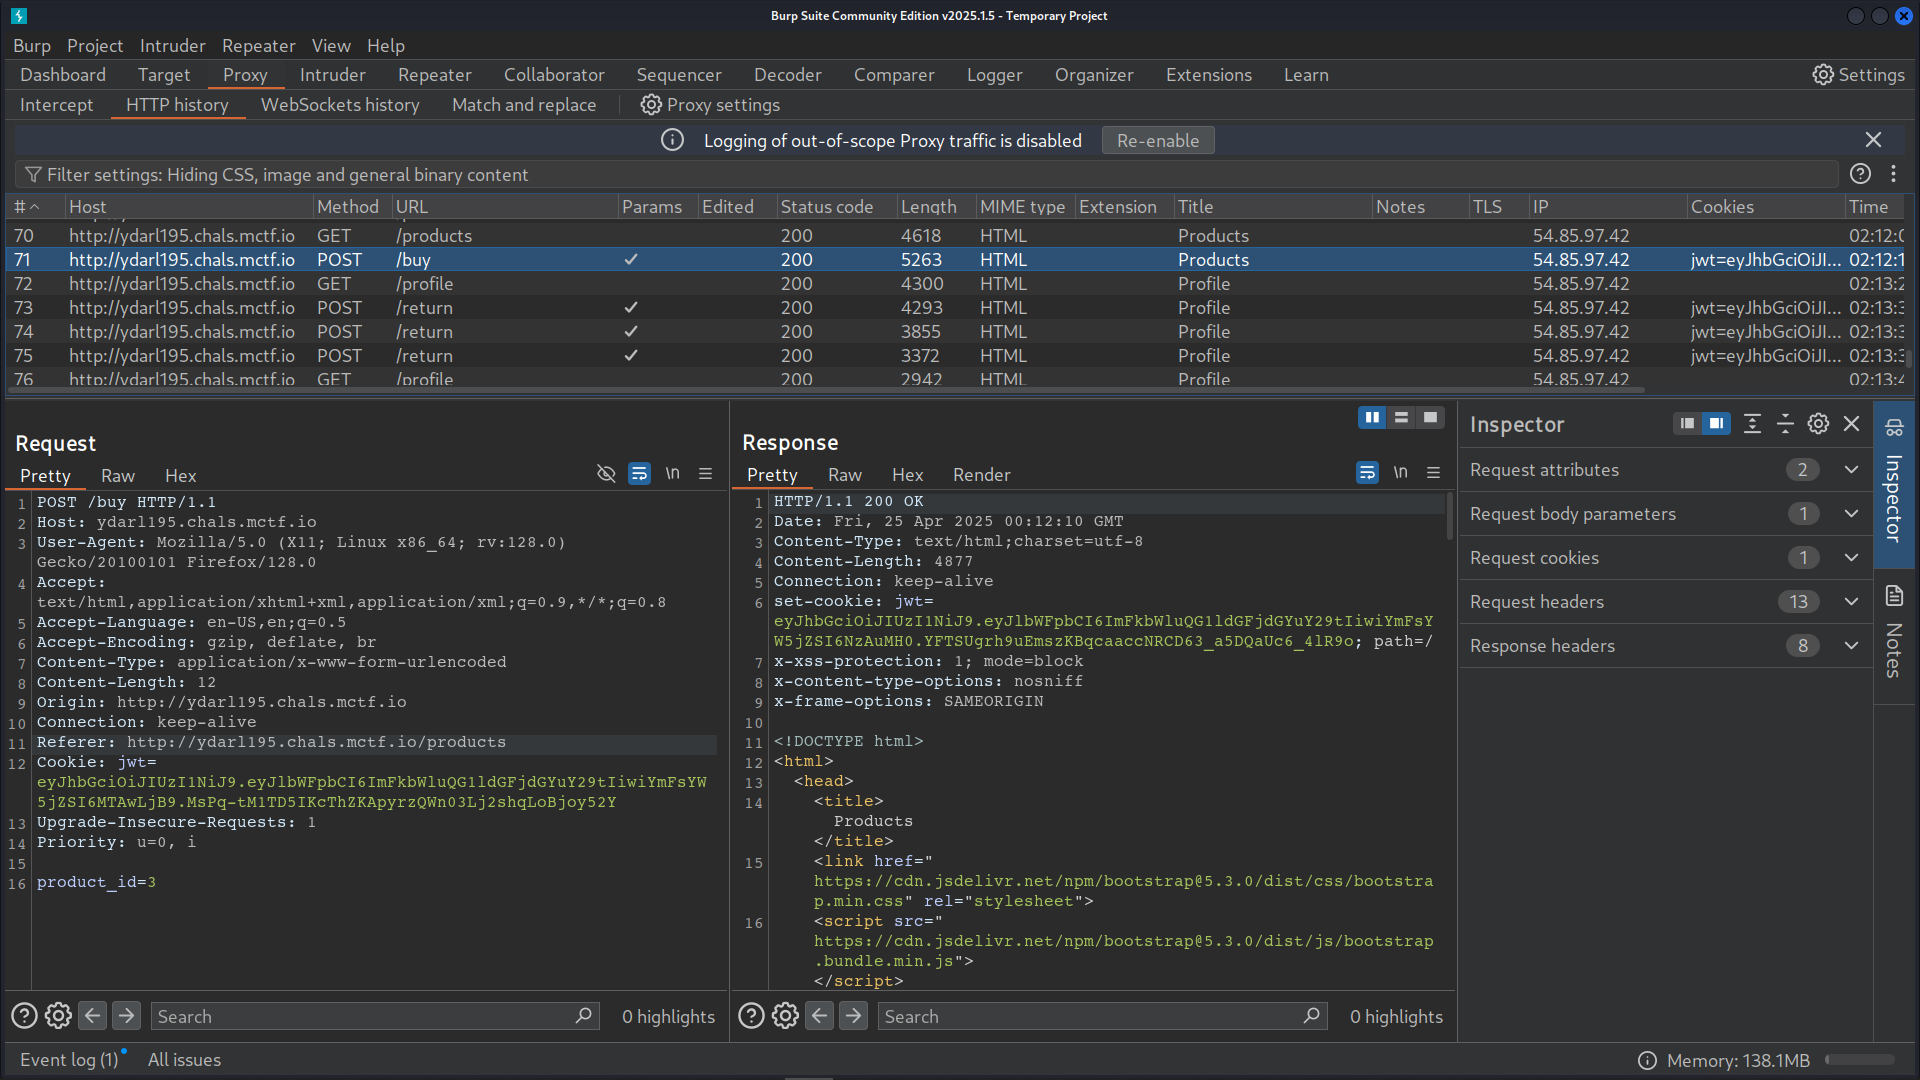 Burp Suite Community Edition v2025.1.5 - Temporary Project
Burp Project Intruder Repeater View Help
Dashboard Target Proxy Intruder Repeater Collaborator Sequencer Decoder Comparer Logger Organizer Extensions Learn Settings
Intercept HTTP history WebSockets history Match and replace Proxy settings
Logging of out-of-scope Proxy traffic is disabled Re-enable
Filter settings: Hiding CSS, image and general binary content
# Host Method URL Params Edited Status code Length MIME type Extension Title Notes TLS IP Cookies Time
70 http://ydarl195.chals.mctf.io GET /products 200 4618 HTML Products 54.85.97.42 02:12:0
71 http://ydarl195.chals.mctf.io POST /buy ✓ 200 5263 HTML Products 54.85.97.42 jwt=eyJhbGciOiJI... 02:12:1
72 http://ydarl195.chals.mctf.io GET /profile 200 4300 HTML Profile 54.85.97.42 02:13:2
73 http://ydarl195.chals.mctf.io POST /return ✓ 200 4293 HTML Profile 54.85.97.42 jwt=eyJhbGciOiJI... 02:13:3
74 http://ydarl195.chals.mctf.io POST /return ✓ 200 3855 HTML Profile 54.85.97.42 jwt=eyJhbGciOiJI... 02:13:3
75 http://ydarl195.chals.mctf.io POST /return ✓ 200 3372 HTML Profile 54.85.97.42 jwt=eyJhbGciOiJI... 02:13:3
76 http://ydarl195.chals.mctf.io GET /profile 200 2942 HTML Profile 54.85.97.42 02:13:4
Request
Pretty Raw Hex \n
1 POST /buy HTTP/1.1
2 Host: ydarl195.chals.mctf.io
3 User-Agent: Mozilla/5.0 (X11; Linux x86_64; rv:128.0)
Gecko/20100101 Firefox/128.0
4 Accept:
text/html,application/xhtml+xml,application/xml;q=0.9,*/*;q=0.8
5 Accept-Language: en-US,en;q=0.5
6 Accept-Encoding: gzip, deflate, br
7 Content-Type: application/x-www-form-urlencoded
8 Content-Length: 12
9 Origin: http://ydarl195.chals.mctf.io
10 Connection: keep-alive
11 Referer: http://ydarl195.chals.mctf.io/products
12 Cookie: jwt=
eyJhbGciOiJIUzI1NiJ9.eyJlbWFpbCI6ImFkbWluQG1ldGFjdGYuY29tIiwiYmFsYW
5jZSI6MTAwLjB9.MsPq-tM1TD5IKcThZKApyrzQWn03Lj2shqLoBjoy52Y
13 Upgrade-Insecure-Requests: 1
14 Priority: u=0, i
15
16 product_id=3
Search 0 highlights
Response
Pretty Raw Hex Render \n
1 HTTP/1.1 200 OK
2 Date: Fri, 25 Apr 2025 00:12:10 GMT
3 Content-Type: text/html;charset=utf-8
4 Content-Length: 4877
5 Connection: keep-alive
6 set-cookie: jwt=
eyJhbGciOiJIUzI1NiJ9.eyJlbWFpbCI6ImFkbWluQG1ldGFjdGYuY29tIiwiYmFsY
W5jZSI6NzAuMH0.YFTSUgrh9uEmszKBqcaaccNRCD63_a5DQaUc6_4lR9o; path=/
7 x-xss-protection: 1; mode=block
8 x-content-type-options: nosniff
9 x-frame-options: SAMEORIGIN
10
11 <!DOCTYPE html>
12 <html>
13 <head>
14 <title>
Products
</title>
15 <link href="
https://cdn.jsdelivr.net/npm/bootstrap@5.3.0/dist/css/bootstra
p.min.css" rel="stylesheet">
16 <script src="
https://cdn.jsdelivr.net/npm/bootstrap@5.3.0/dist/js/bootstrap
.bundle.min.js">
</script>
Search 0 highlights
Inspector
Request attributes 2
Request body parameters 1
Request cookies 1
Request headers 13
Response headers 8
Inspector
Notes
Event log (1) All issues Memory: 138.1MB